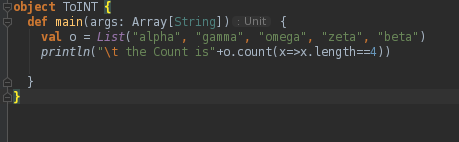 object ToINT {
def main(args: Array[String]) : Unit {
val o = List("alpha", "gamma", "omega", "zeta", "beta")
println("\t the Count is"+o.count(x=>x.length==4))
}
}